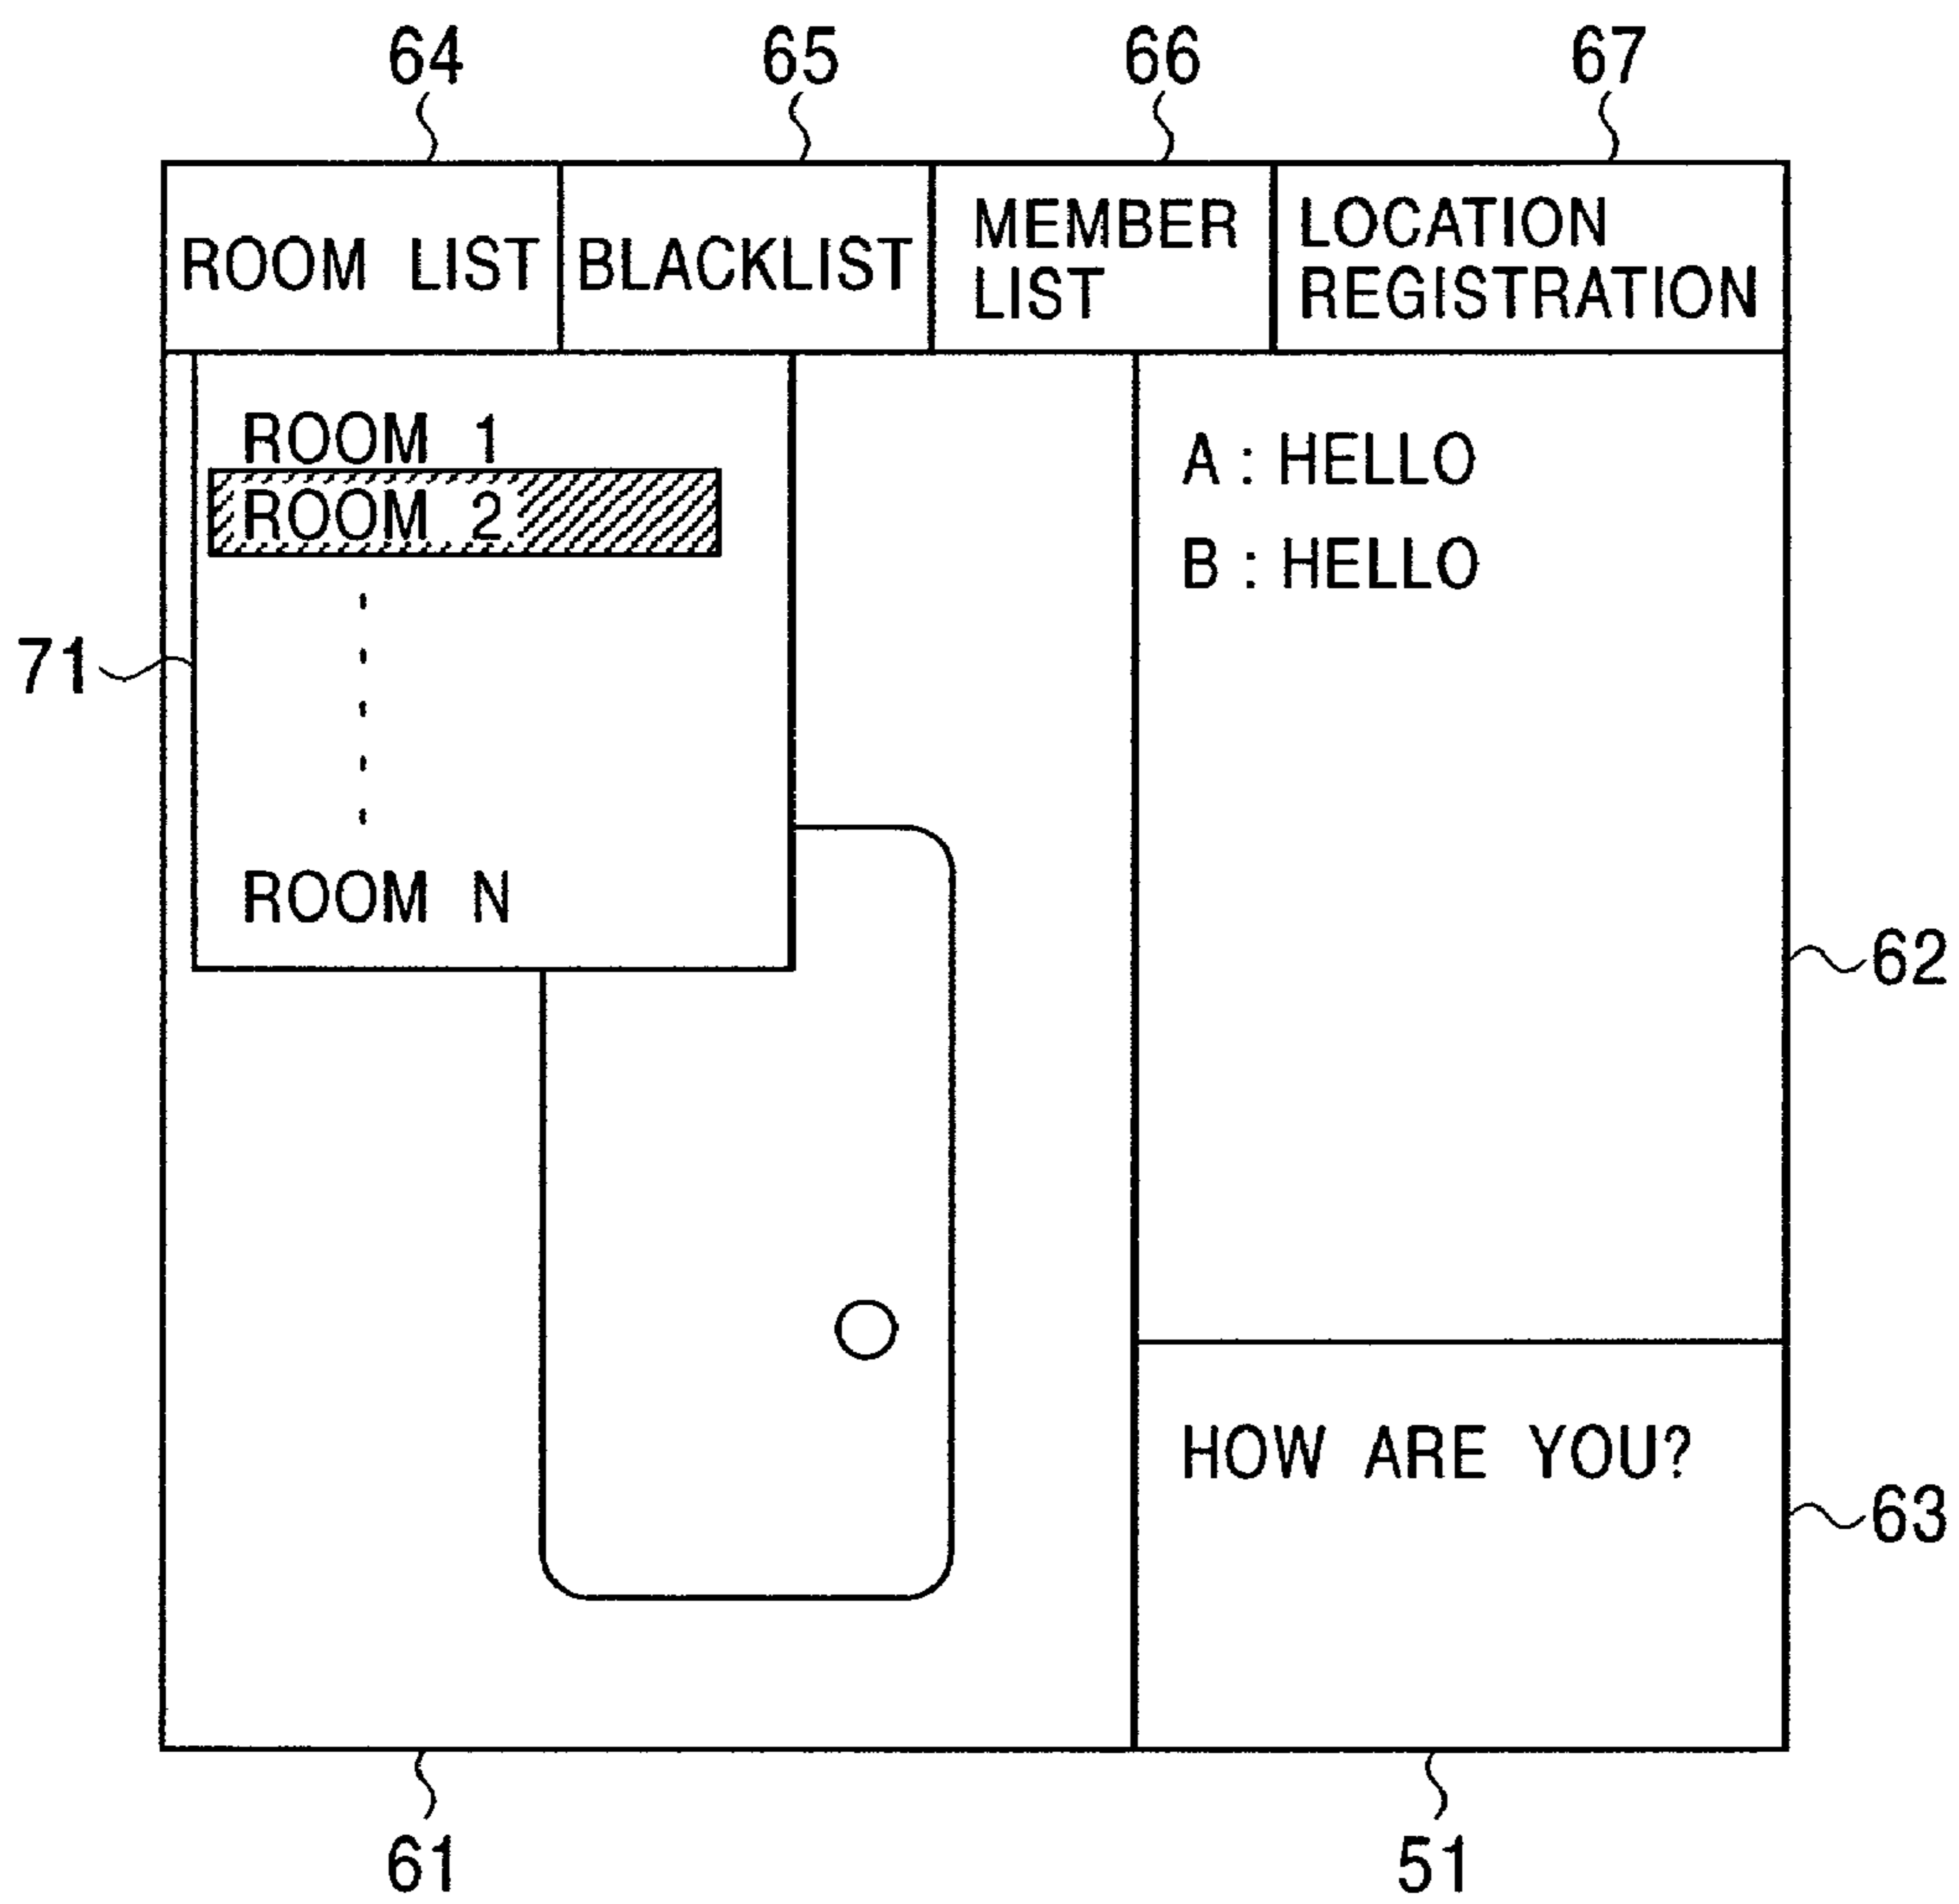 64 65 66 67
ROOM LIST BLACKLIST MEMBER LIST LOCATION REGISTRATION
ROOM 1
ROOM 2
ROOM N
71
A : HELLO
B : HELLO
62
HOW ARE YOU?
63
61 51